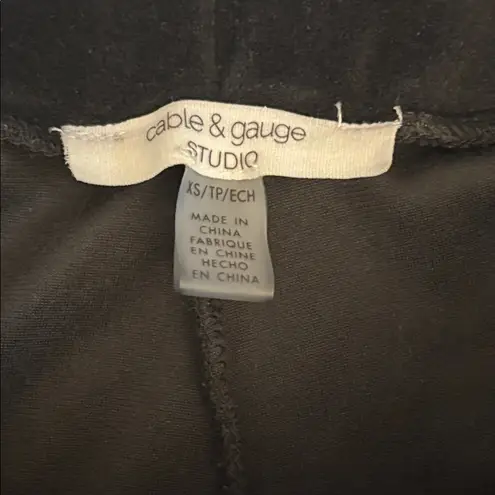 cable & gauge
STUDIO
XS/TP/ECH
MADE IN
CHINA
FABRIQUE
EN CHINE
HECHO
EN CHINA